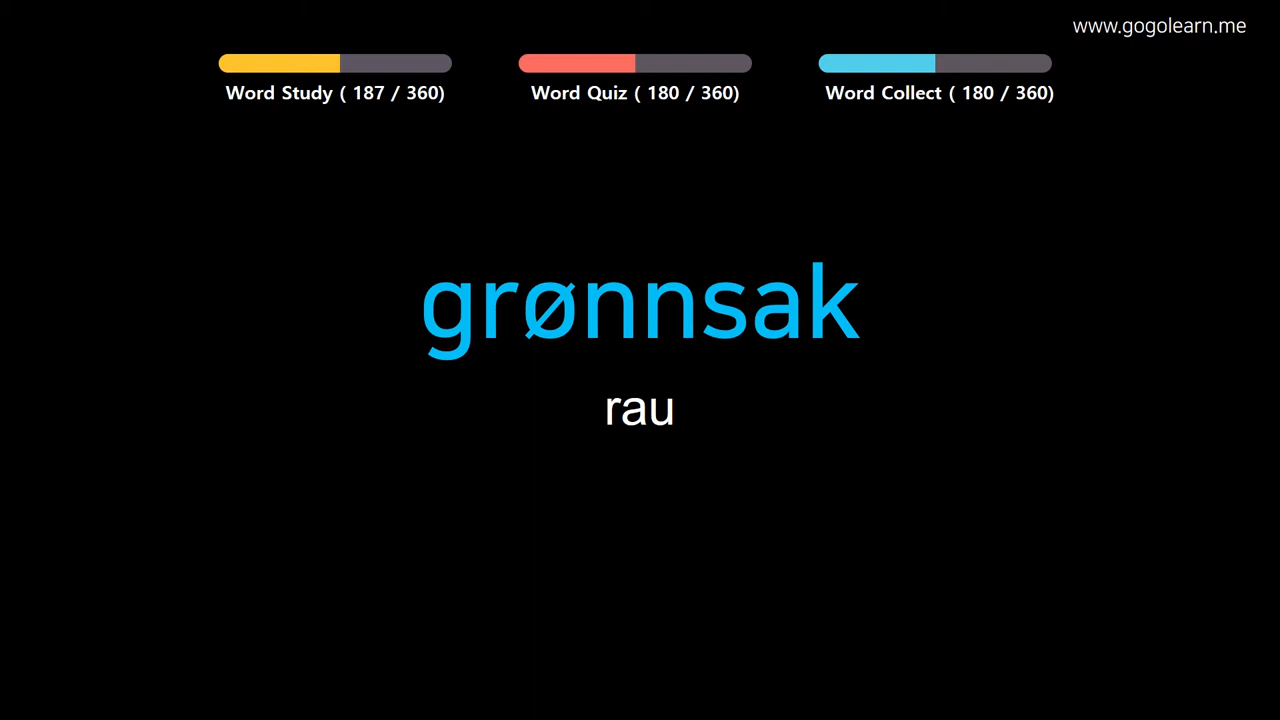 www.gogolearn.me
Word Study ( 187 / 360)
Word Quiz ( 180 / 360)
Word Collect ( 180 / 360)
grønnsak
rau